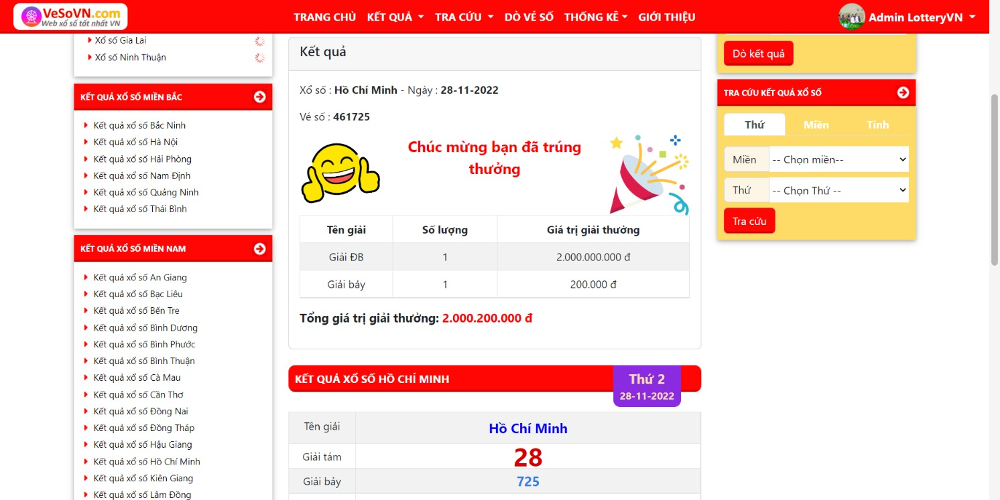 VeSoVN.com
Web xổ số tốt nhất VN
TRANG CHỦ KẾT QUẢ TRA CỨU DÒ VÉ SỐ THỐNG KÊ GIỚI THIỆU
Admin LotteryVN
Xổ số Gia Lai
Xổ số Ninh Thuận
KẾT QUẢ XỔ SỐ MIỀN BẮC
Kết quả xổ số Bắc Ninh
Kết quả xổ số Hà Nội
Kết quả xổ số Hải Phòng
Kết quả xổ số Nam Định
Kết quả xổ số Quảng Ninh
Kết quả xổ số Thái Bình
KẾT QUẢ XỔ SỐ MIỀN NAM
Kết quả xổ số An Giang
Kết quả xổ số Bạc Liêu
Kết quả xổ số Bến Tre
Kết quả xổ số Bình Dương
Kết quả xổ số Bình Phước
Kết quả xổ số Bình Thuận
Kết quả xổ số Cà Mau
Kết quả xổ số Cần Thơ
Kết quả xổ số Đồng Nai
Kết quả xổ số Đồng Tháp
Kết quả xổ số Hậu Giang
Kết quả xổ số Hồ Chí Minh
Kết quả xổ số Kiên Giang
Kết quả xổ số Lâm Đồng
Kết quả
Xổ số : Hồ Chí Minh - Ngày : 28-11-2022
Vé số : 461725
Chúc mừng bạn đã trúng
thưởng
Tên giải Số lượng Giá trị giải thưởng
Giải ĐB 1 2.000.000.000 đ
Giải bảy 1 200.000 đ
Tổng giá trị giải thưởng: 2.000.200.000 đ
KẾT QUẢ XỔ SỐ HỒ CHÍ MINH
Thứ 2
28-11-2022
Tên giải Hồ Chí Minh
Giải tám 28
Giải bảy 725
Dò kết quả
TRA CỨU KẾT QUẢ XỔ SỐ
Thứ Miền Tỉnh
Miền -- Chọn miền--
Thứ -- Chọn Thứ --
Tra cứu